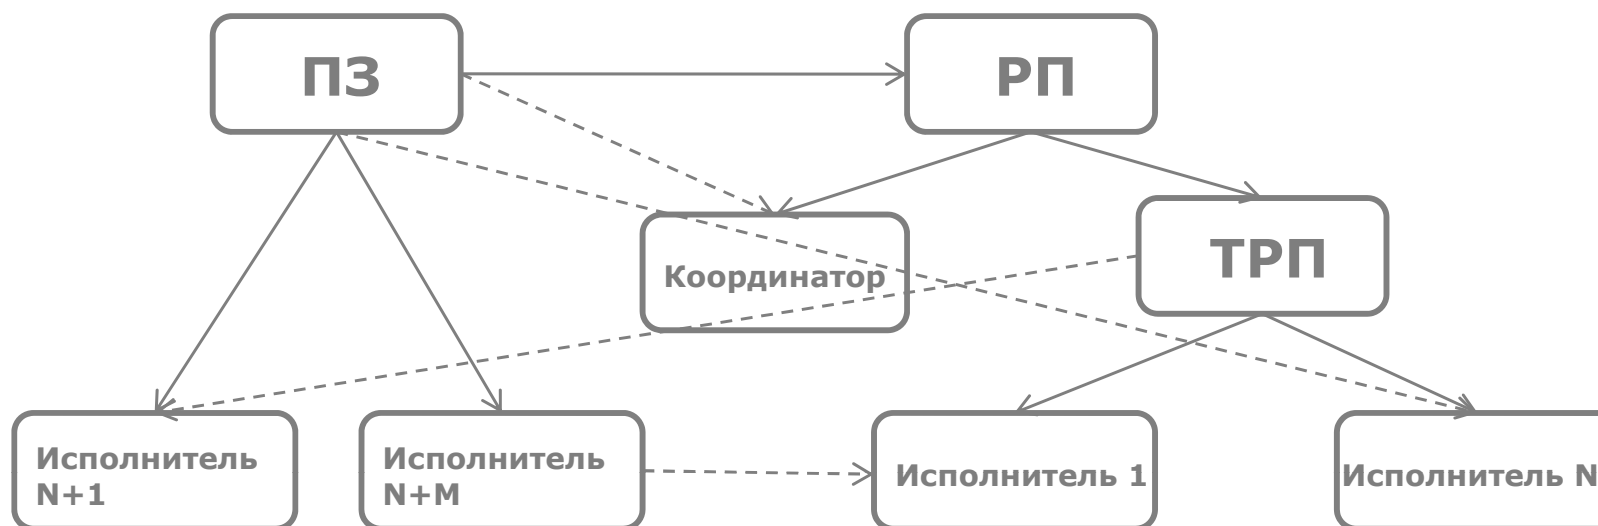 ПЗ
РП
Координатор
ТРП
Исполнитель
N+1
Исполнитель
N+M
Исполнитель 1
Исполнитель N